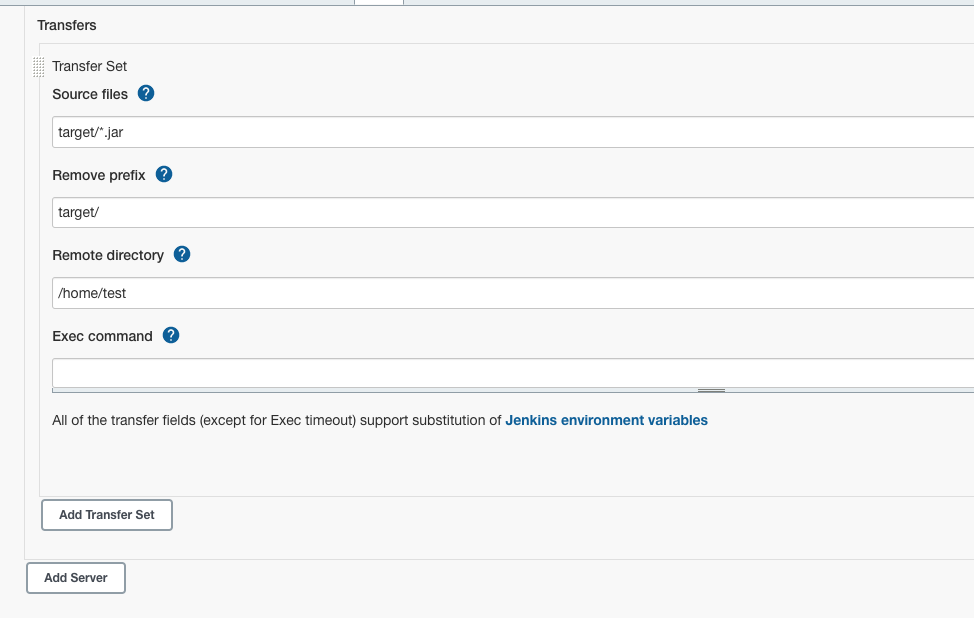 Transfers
Transfer Set
Source files ?
target/*.jar
Remove prefix ?
target/
Remote directory ?
/home/test
Exec command ?
All of the transfer fields (except for Exec timeout) support substitution of Jenkins environment variables
Add Transfer Set
Add Server